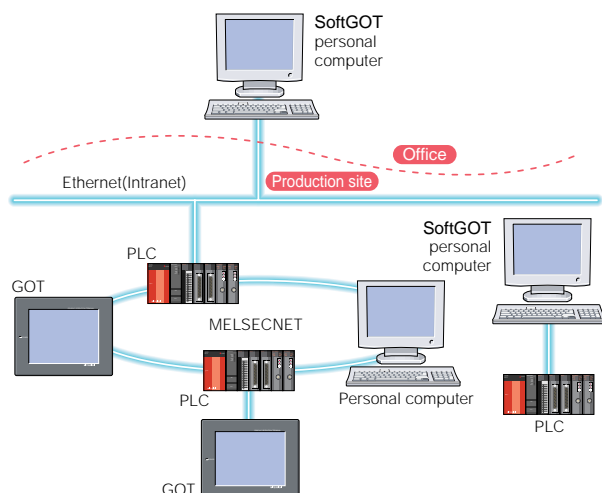 SoftGOT
personal
computer
Office
Ethernet(Intranet)
Production site
SoftGOT
personal
computer
PLC
GOT
MELSECNET
PLC
Personal computer
PLC
GOT